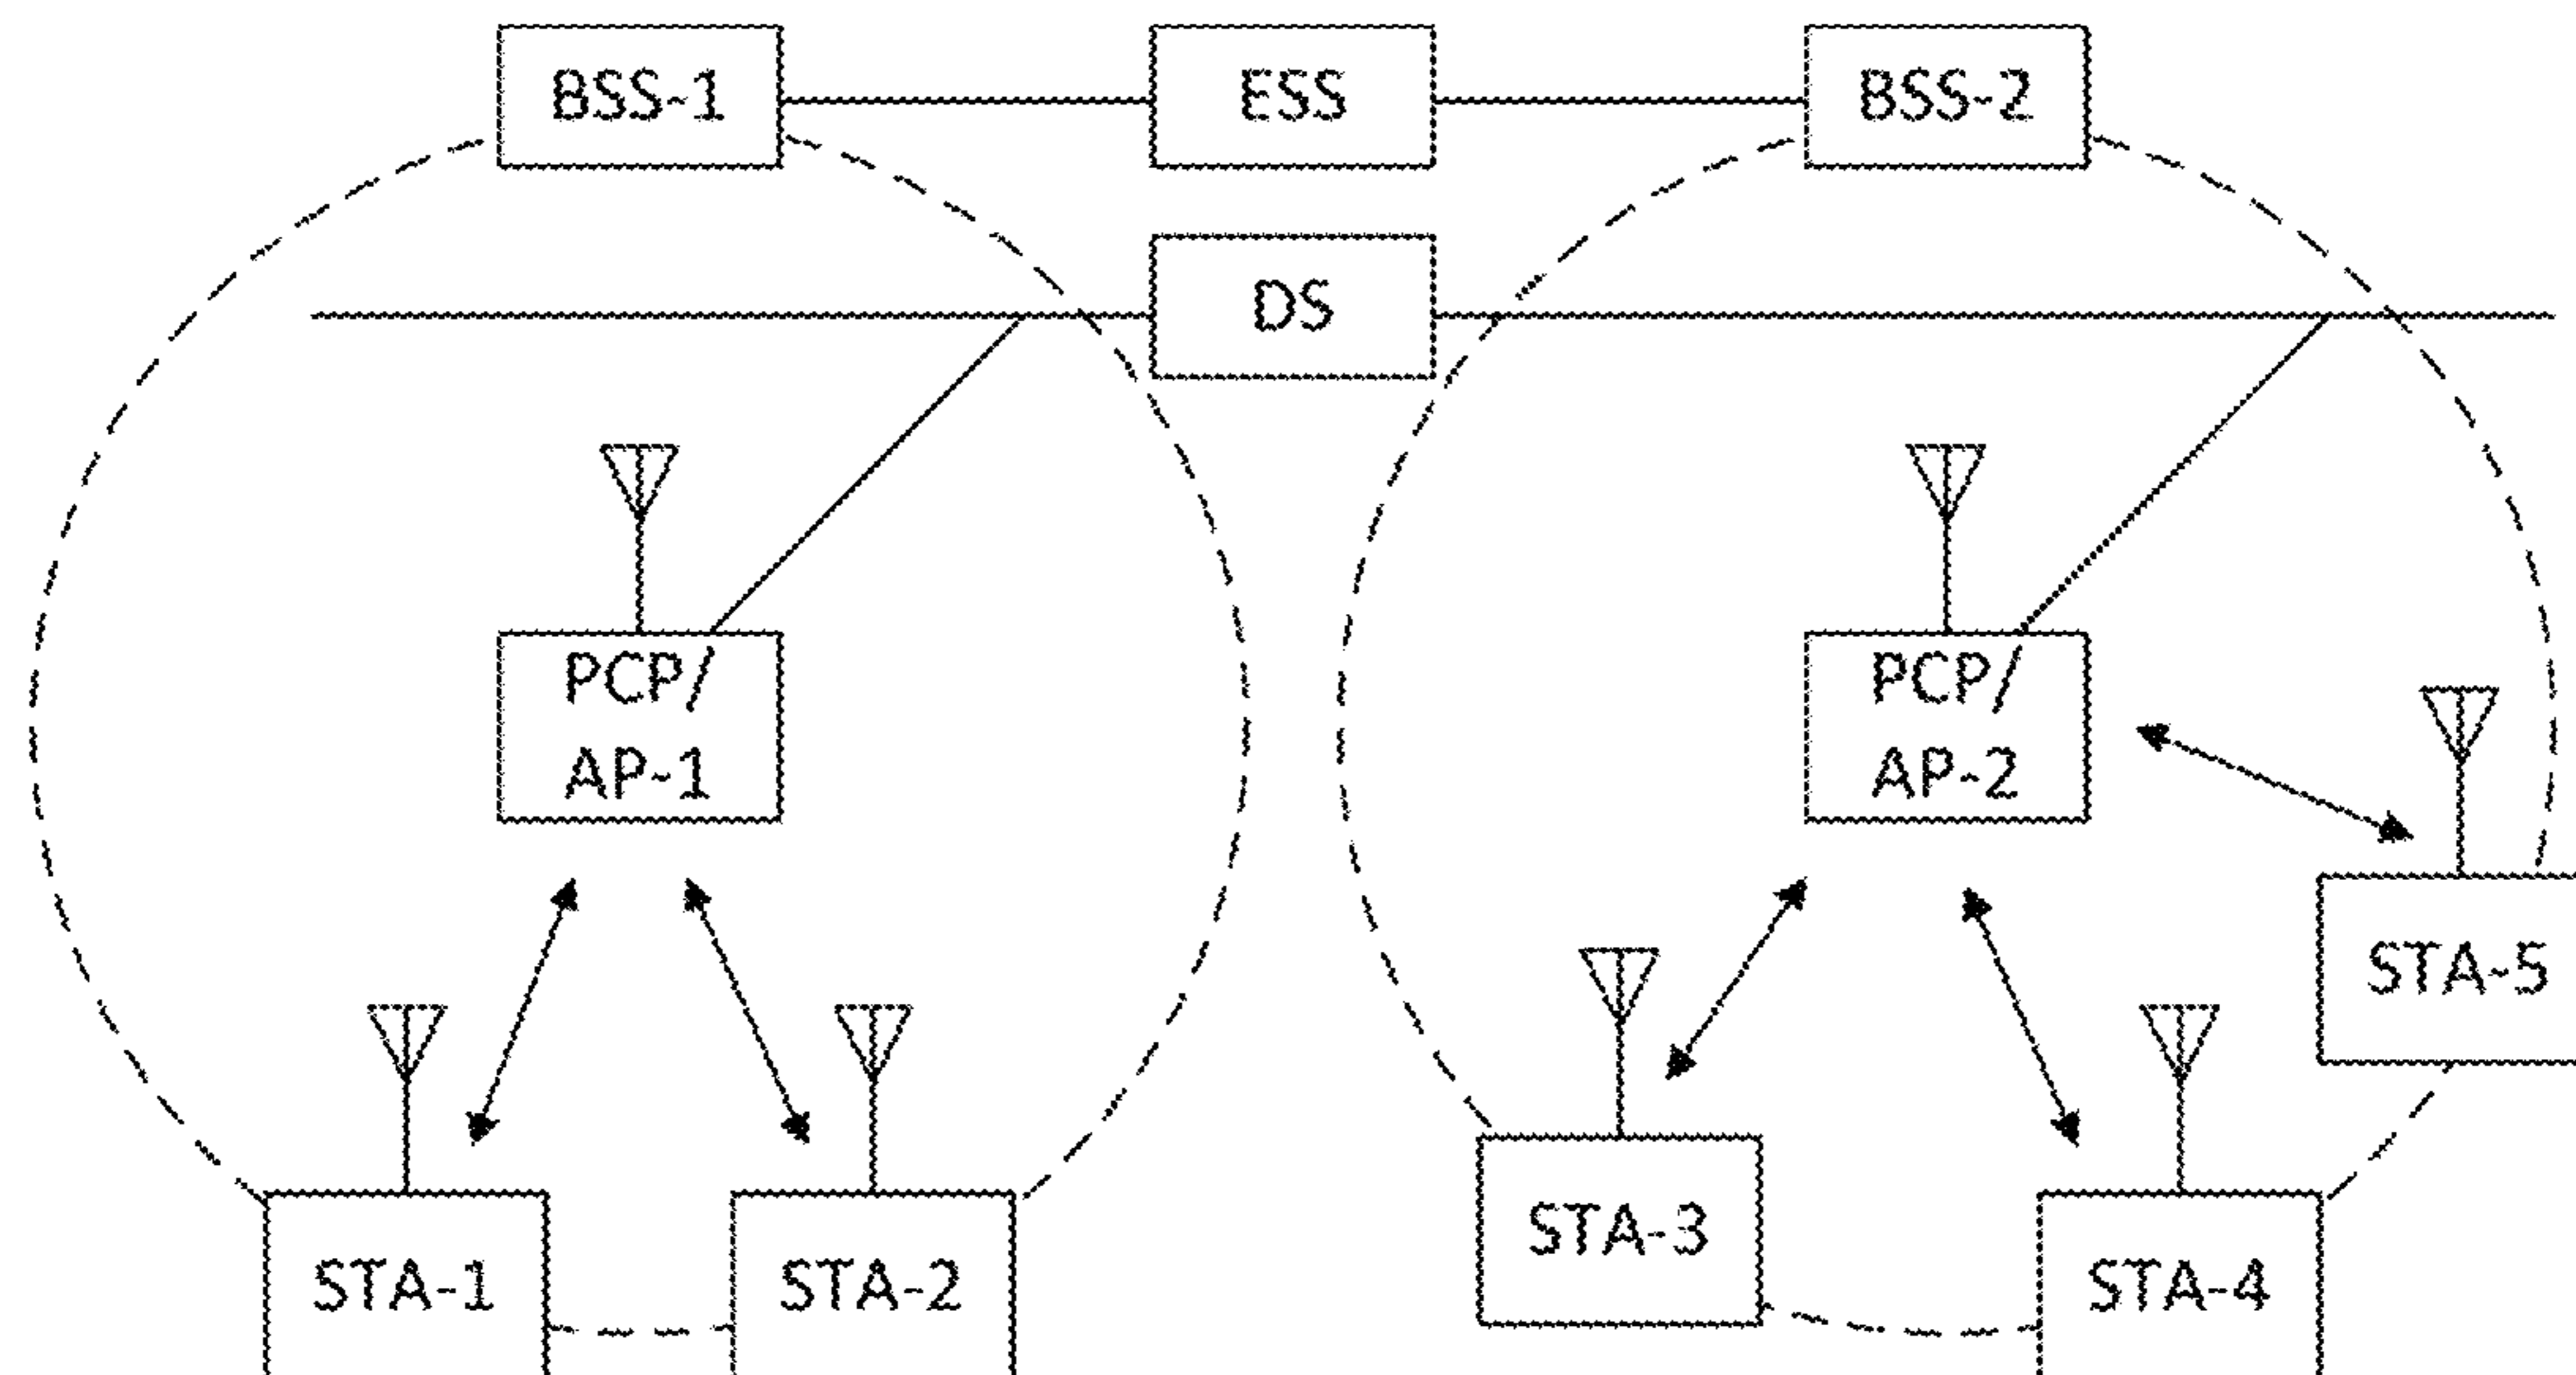 BSS-1
ESS
BSS-2
DS
PCP/
AP-1
PCP/
AP-2
STA-5
STA-3
STA-1
STA-2
STA-4